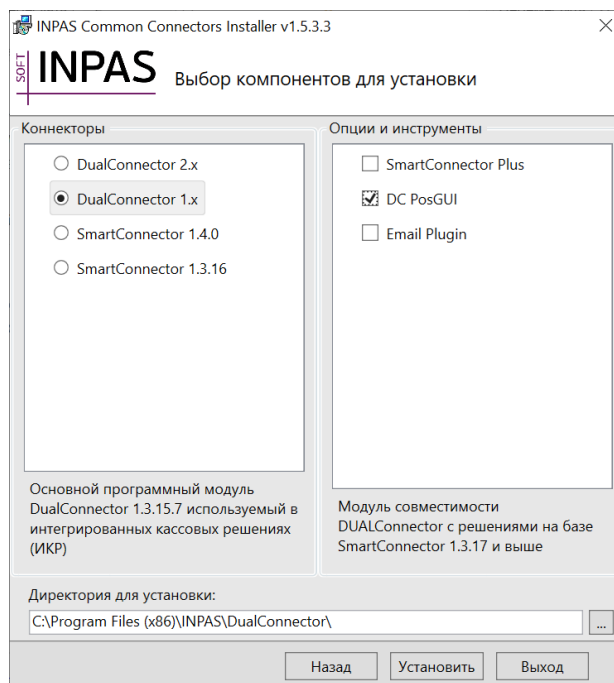 INPAS Common Connectors Installer v1.5.3.3
SOFT
INPAS
Выбор компонентов для установки
Коннекторы
DualConnector 2.x
DualConnector 1.x
SmartConnector 1.4.0
SmartConnector 1.3.16
Основной программный модуль
DualConnector 1.3.15.7 используемый в
интегрированных кассовых решениях
(ИКР)
Опции и инструменты
SmartConnector Plus
DC PosGUI
Email Plugin
Модуль совместимости
DUALConnector с решениями на базе
SmartConnector 1.3.17 и выше
Директория для установки:
C:\Program Files (x86)\INPAS\DualConnector\
...
Назад
Установить
Выход